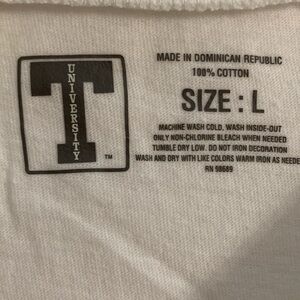 T
UNIVERSITY
TM
MADE IN DOMINICAN REPUBLIC
100% COTTON
SIZE : L
MACHINE WASH COLD, WASH INSIDE-OUT
ONLY NON-CHLORINE BLEACH WHEN NEEDED
TUMBLE DRY LOW. DO NOT IRON DECORATION
WASH AND DRY WITH LIKE COLORS WARM IRON AS NEEDE
RN 98689